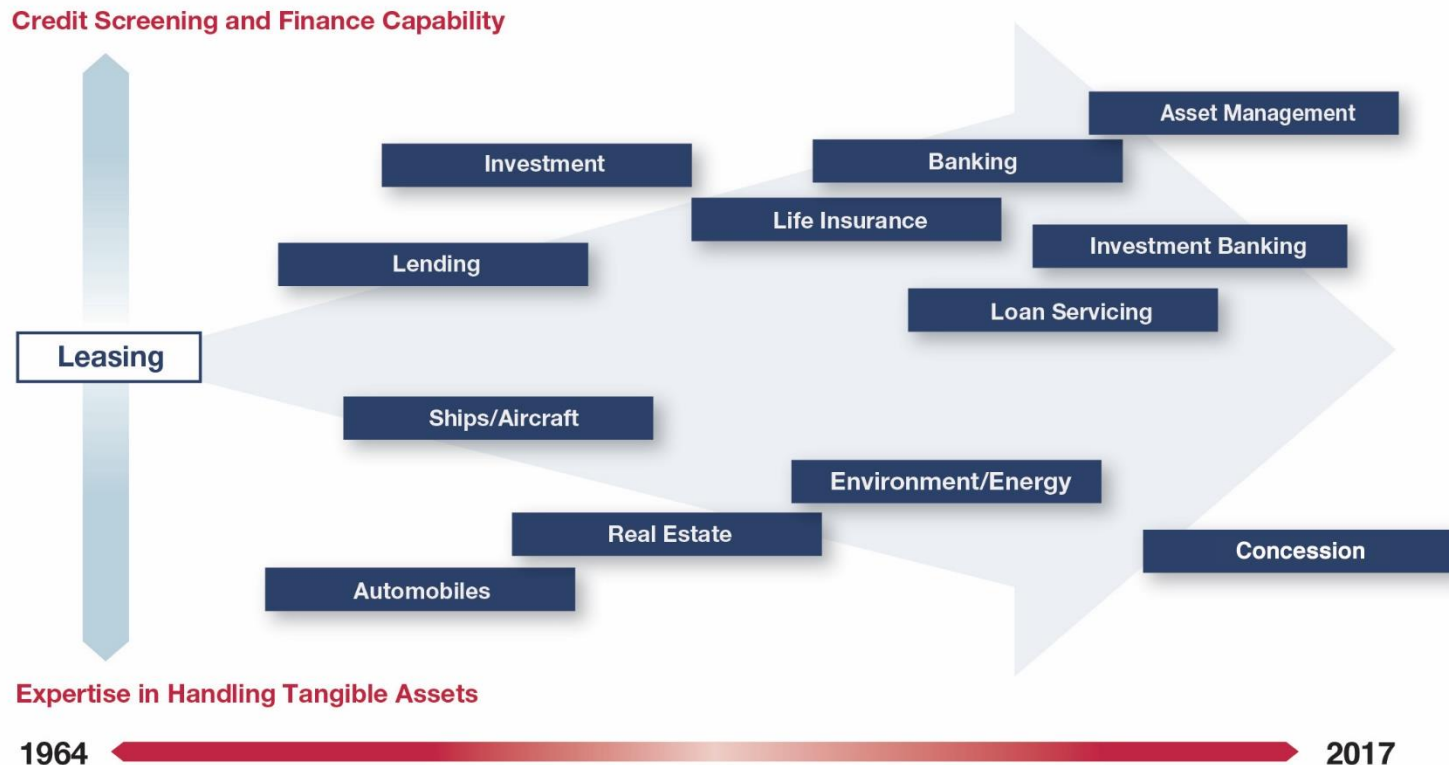 Credit Screening and Finance Capability
Asset Management
Investment
Banking
Life Insurance
Investment Banking
Lending
Loan Servicing
Leasing
Ships/Aircraft
Environment/Energy
Real Estate
Concession
Automobiles
Expertise in Handling Tangible Assets
1964
2017